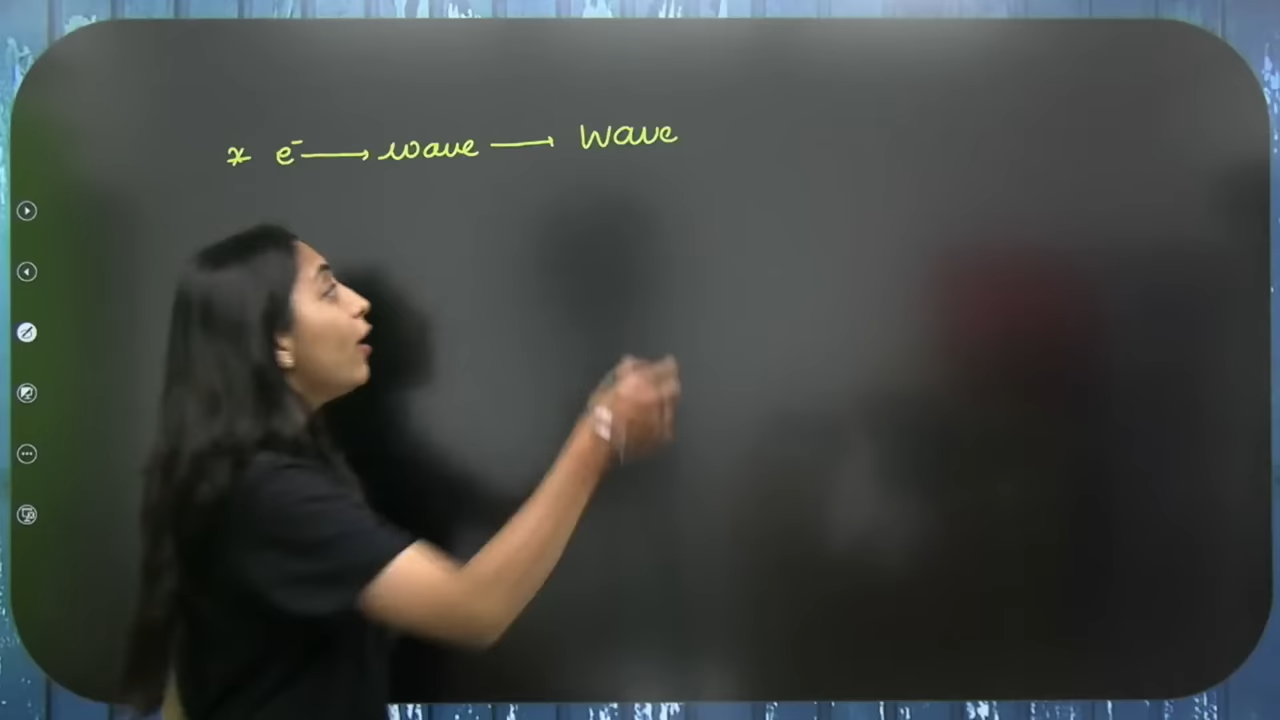 * e⁻ → wave → wave